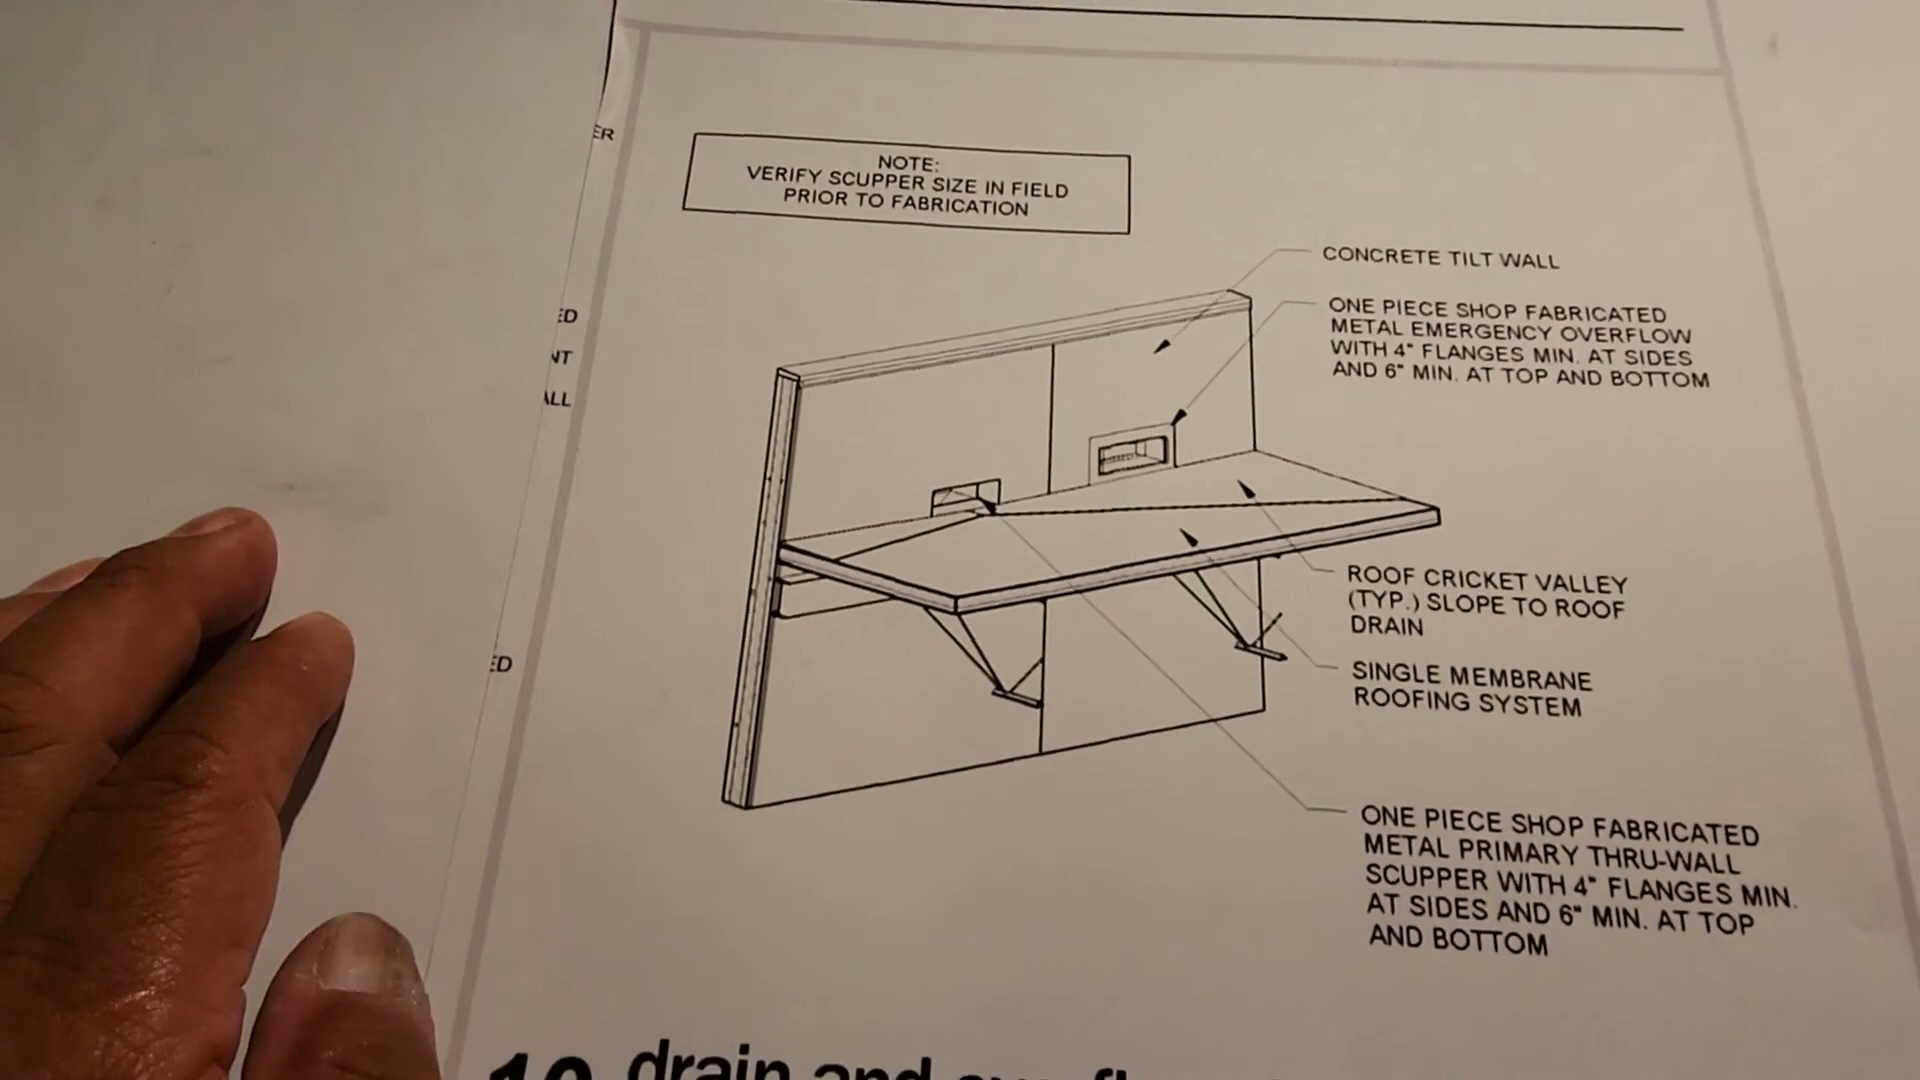 NOTE:
VERIFY SCUPPER SIZE IN FIELD
PRIOR TO FABRICATION
CONCRETE TILT WALL
ONE PIECE SHOP FABRICATED
METAL EMERGENCY OVERFLOW
WITH 4" FLANGES MIN. AT SIDES
AND 6" MIN. AT TOP AND BOTTOM
ROOF CRICKET VALLEY
(TYP.) SLOPE TO ROOF
DRAIN
SINGLE MEMBRANE
ROOFING SYSTEM
ONE PIECE SHOP FABRICATED
METAL PRIMARY THRU-WALL
SCUPPER WITH 4" FLANGES MIN.
AT SIDES AND 6" MIN. AT TOP
AND BOTTOM
drain and